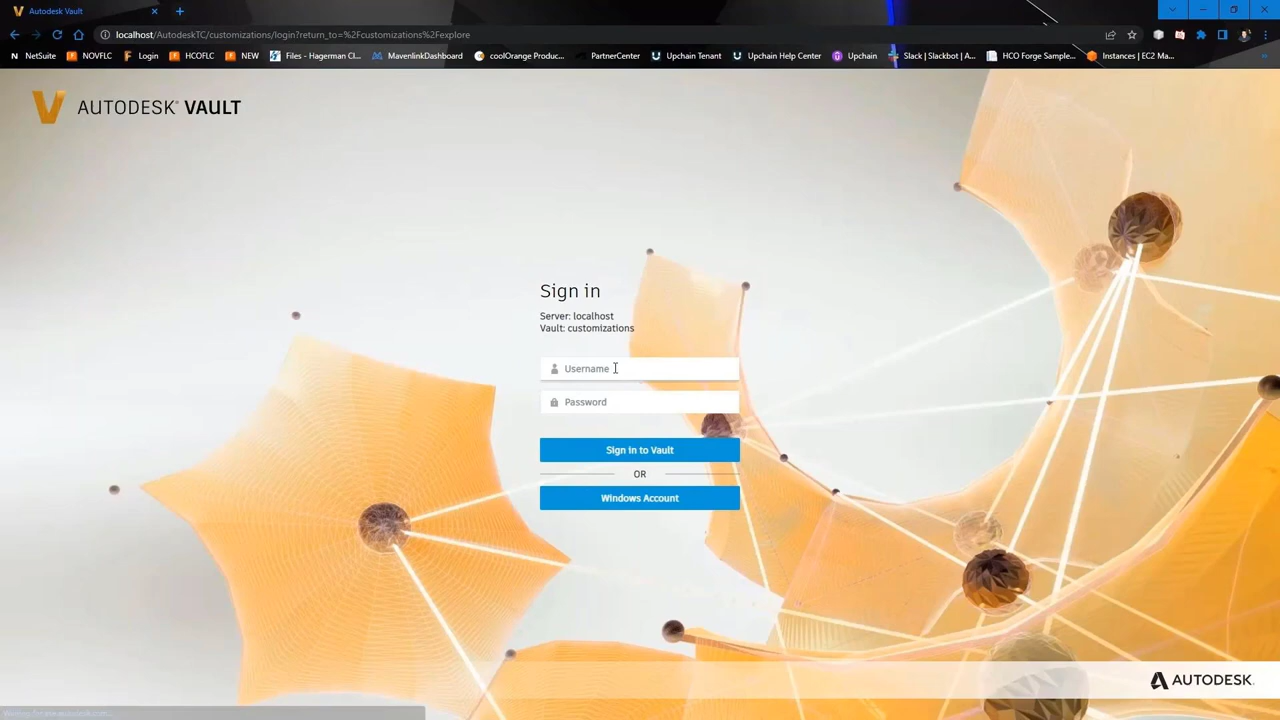 Autodesk Vault
localhost/AutodeskTC/customizations/login?return_to=%2Fcustomizations%2Fexplore
NetSuite NOVFLC Login HCOFLC NEW Files - Hagerman Cl... MavenlinkDashboard coolOrange Produc... PartnerCenter Upchain Tenant Upchain Help Center Upchain Slack | Slackbot | A... HCO Forge Sample... Instances | EC2 Ma...
AUTODESK® VAULT
Sign in
Server: localhost
Vault: customizations
Username
Password
Sign in to Vault
OR
Windows Account
AUTODESK.